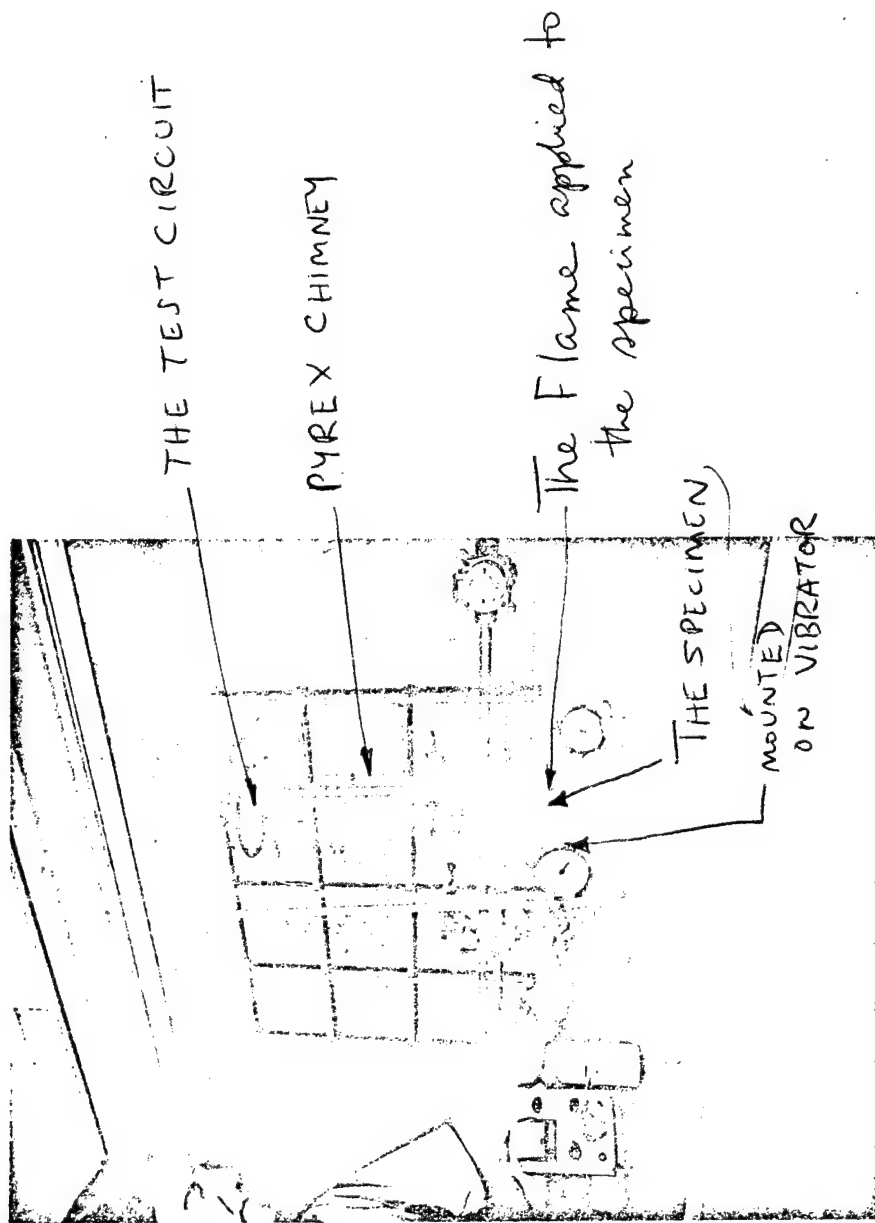 THE TEST CIRCUIT
PYREX CHIMNEY
The Flame applied to
the specimen
THE SPECIMEN,
MOUNTED
ON VIBRATOR